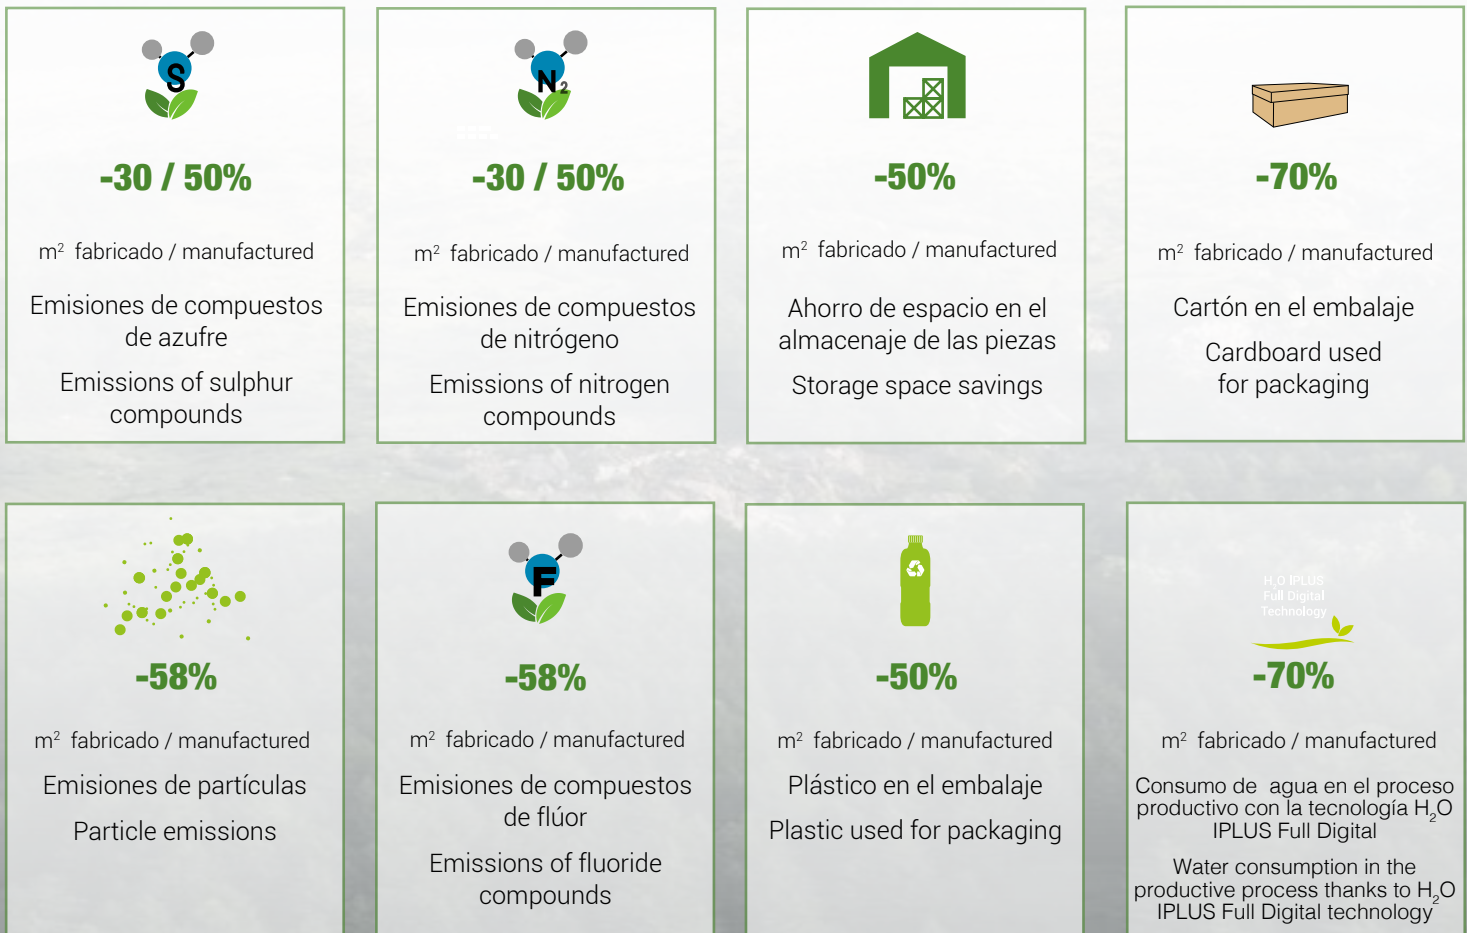 S
-30 / 50%
m² fabricado / manufactured
Emisiones de compuestos
de azufre
Emissions of sulphur
compounds
N₂
-30 / 50%
m² fabricado / manufactured
Emisiones de compuestos
de nitrógeno
Emissions of nitrogen
compounds
-50%
m² fabricado / manufactured
Ahorro de espacio en el
almacenaje de las piezas
Storage space savings
-70%
m² fabricado / manufactured
Cartón en el embalaje
Cardboard used
for packaging
-58%
m² fabricado / manufactured
Emisiones de partículas
Particle emissions
F
-58%
m² fabricado / manufactured
Emisiones de compuestos
de flúor
Emissions of fluoride
compounds
-50%
m² fabricado / manufactured
Plástico en el embalaje
Plastic used for packaging
H₂O IPLUS
Full Digital
Technology
-70%
m² fabricado / manufactured
Consumo de agua en el proceso
productivo con la tecnología H₂O
IPLUS Full Digital
Water consumption in the
productive process thanks to H₂O
IPLUS Full Digital technology